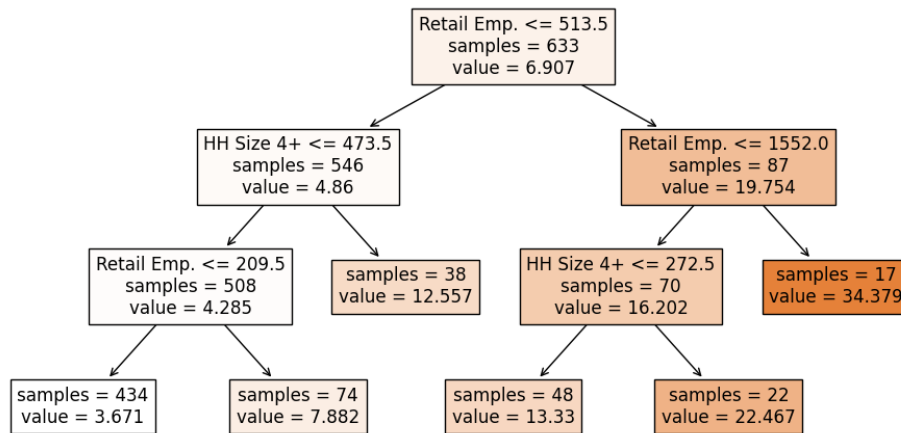 Retail Emp. <= 513.5
samples = 633
value = 6.907
HH Size 4+ <= 473.5
samples = 546
value = 4.86
Retail Emp. <= 1552.0
samples = 87
value = 19.754
Retail Emp. <= 209.5
samples = 508
value = 4.285
samples = 38
value = 12.557
HH Size 4+ <= 272.5
samples = 70
value = 16.202
samples = 17
value = 34.379
samples = 434
value = 3.671
samples = 74
value = 7.882
samples = 48
value = 13.33
samples = 22
value = 22.467